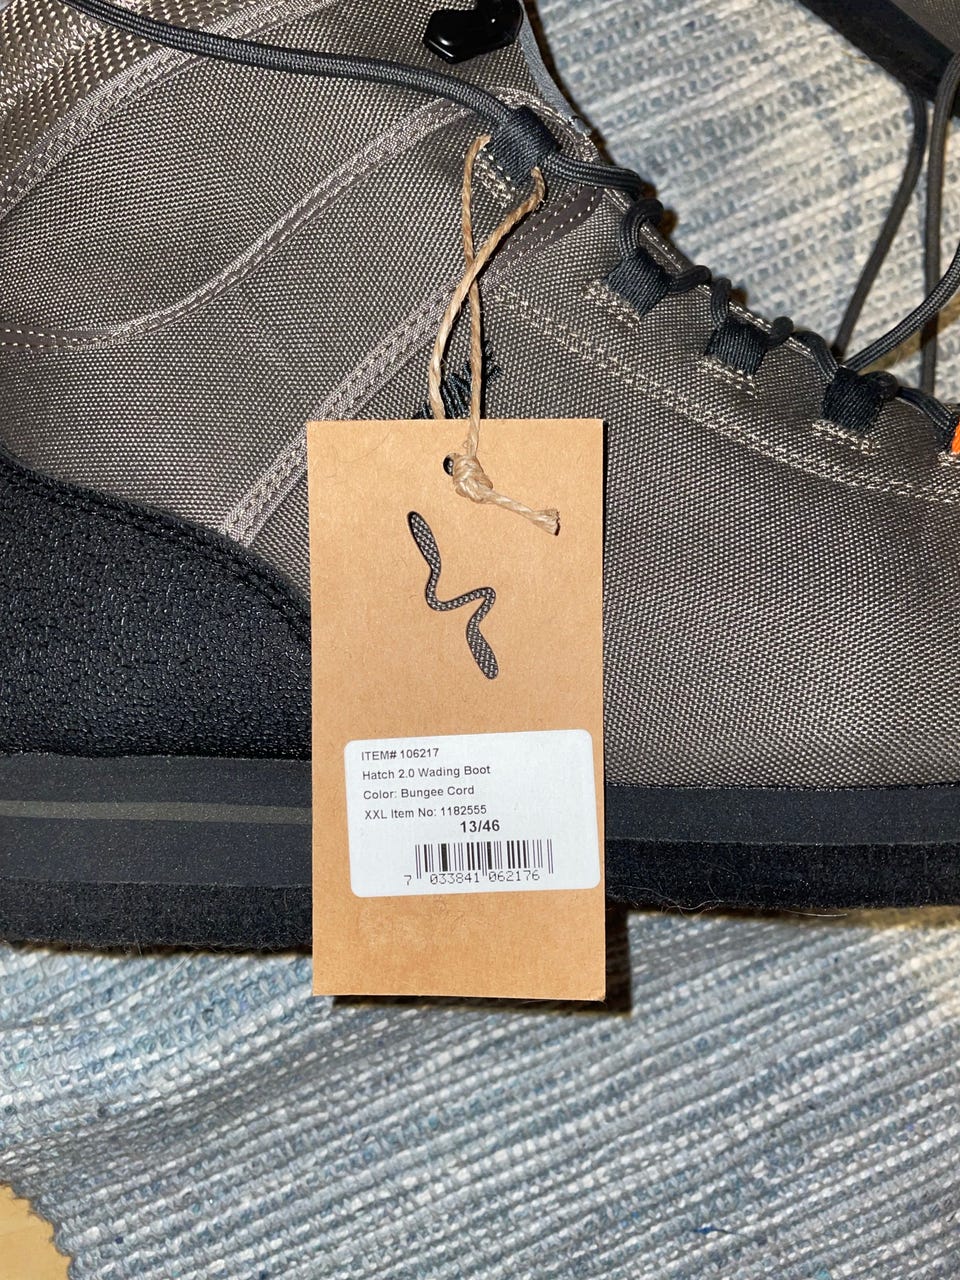 ITEM# 106217
Hatch 2.0 Wading Boot
Color: Bungee Cord
XXL Item No: 1182555
13/46
7 033841 062176